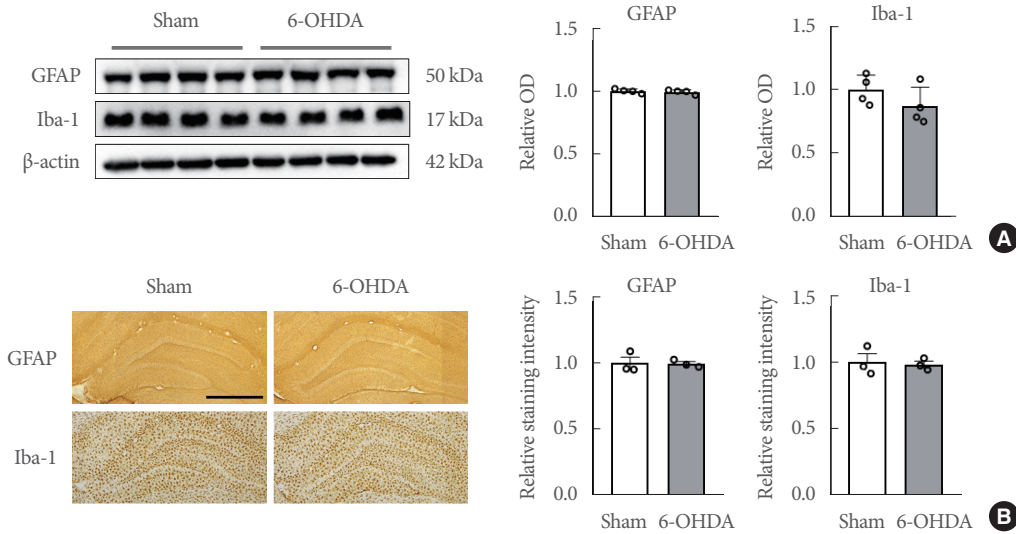 Sham 6-OHDA
GFAP 50 kDa
Iba-1 17 kDa
β-actin 42 kDa
GFAP
Relative OD
1.5
1.0
0.5
0.0
Sham 6-OHDA
Iba-1
Relative OD
1.5
1.0
0.5
0.0
Sham 6-OHDA
A
Sham 6-OHDA
GFAP
Iba-1
GFAP
Relative staining intensity
1.5
1.0
0.5
0.0
Sham 6-OHDA
Iba-1
Relative staining intensity
1.5
1.0
0.5
0.0
Sham 6-OHDA
B